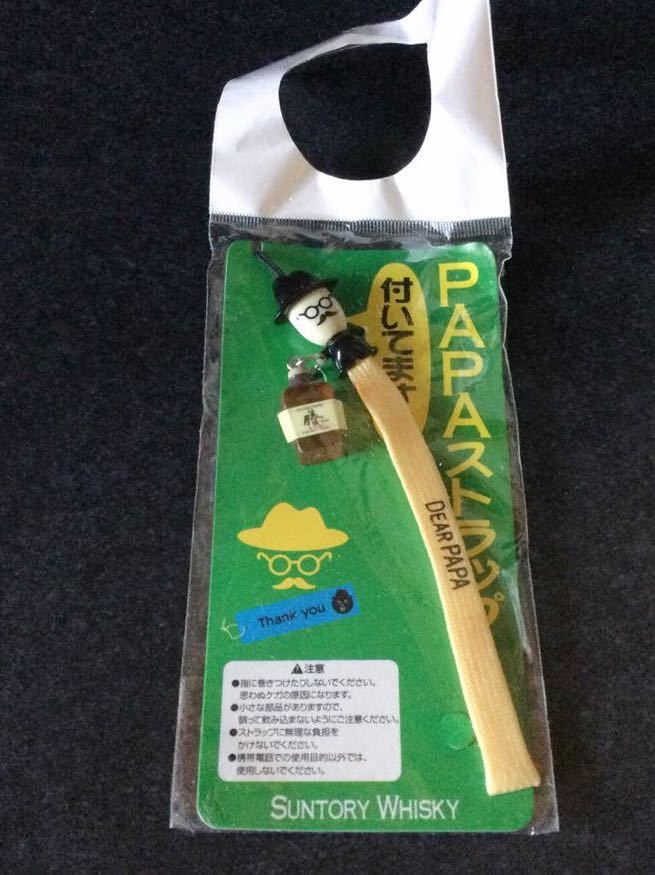 PAPAストラップ
付いてます
DEAR PAPA
Thank you
⚠注意
●指に巻きつけたりしないでください。
思わぬケガの原因になります。
●小さな部品がありますので、
誤って飲み込まないようにご注意ください。
●ストラップに無理な負担を
かけないでください。
●携帯電話での使用目的以外では、
使用しないでください。
SUNTORY WHISKY